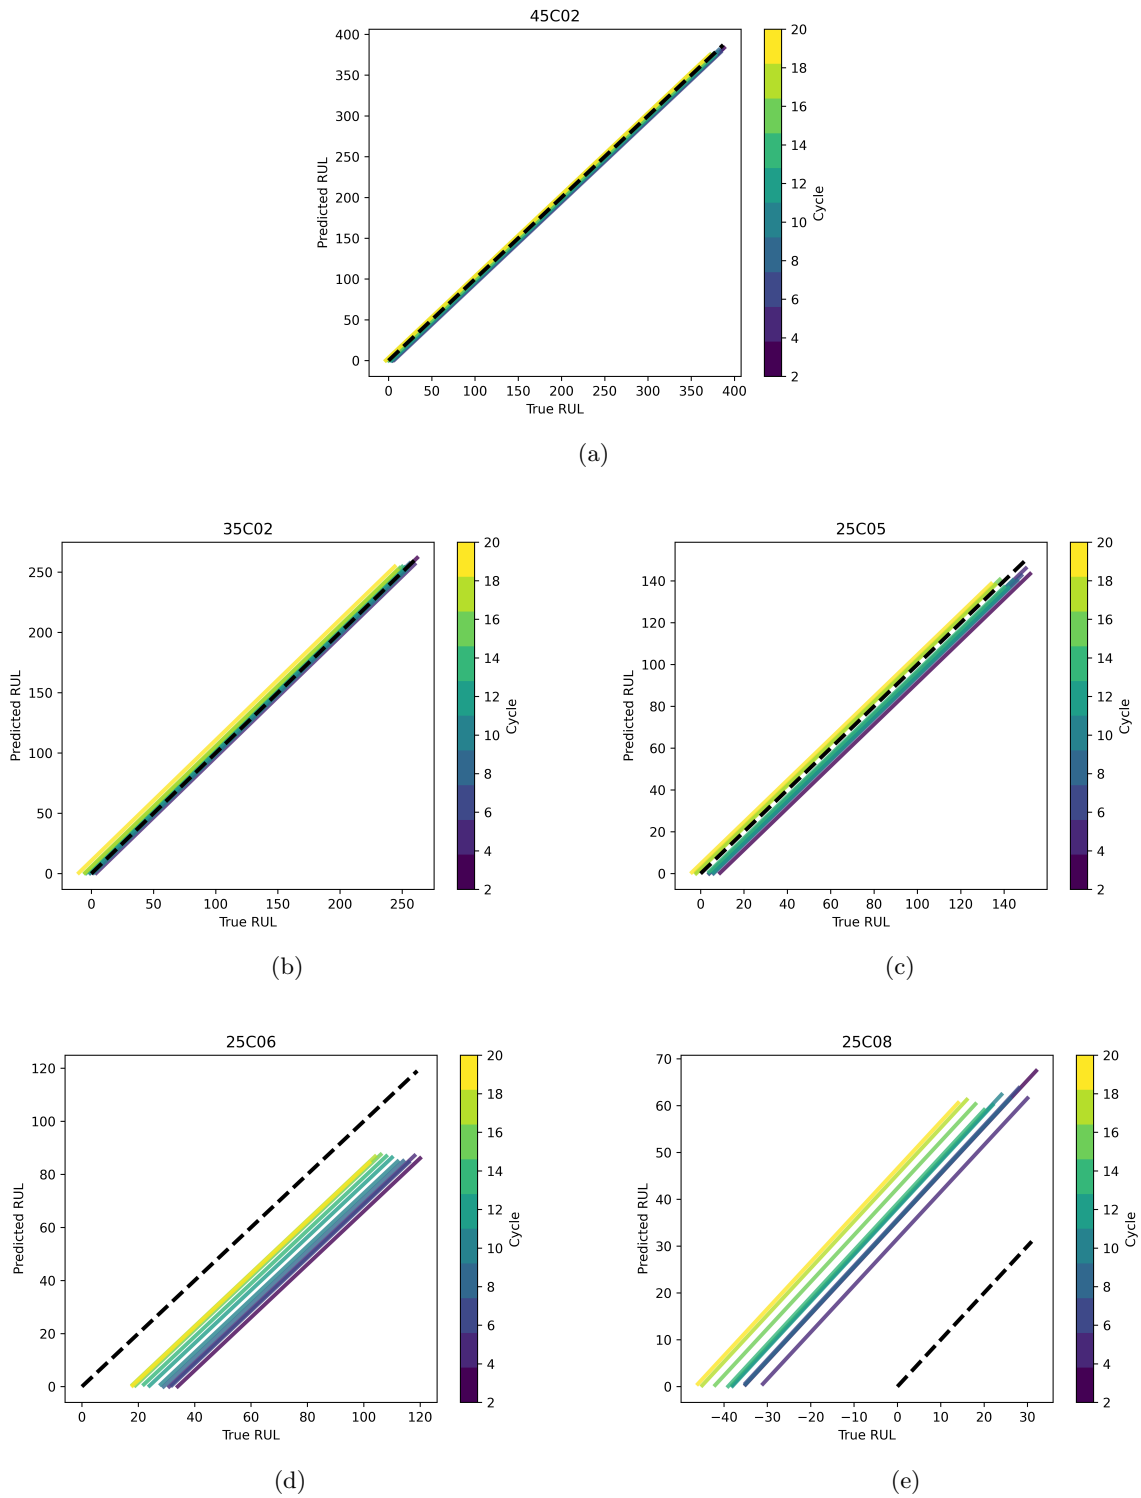 45C02
400
350
300
250
200
150
100
50
0
Predicted RUL
0 50 100 150 200 250 300 350 400
True RUL
20
18
16
14
12
10
8
6
4
2
Cycle
(a)
35C02
250
200
150
100
50
0
Predicted RUL
0 50 100 150 200 250
True RUL
20
18
16
14
12
10
8
6
4
2
Cycle
(b)
25C05
140
120
100
80
60
40
20
0
Predicted RUL
0 20 40 60 80 100 120 140
True RUL
20
18
16
14
12
10
8
6
4
2
Cycle
(c)
25C06
120
100
80
60
40
20
0
Predicted RUL
0 20 40 60 80 100 120
True RUL
20
18
16
14
12
10
8
6
4
2
Cycle
(d)
25C08
70
60
50
40
30
20
10
0
Predicted RUL
−40 −30 −20 −10 0 10 20 30
True RUL
20
18
16
14
12
10
8
6
4
2
Cycle
(e)